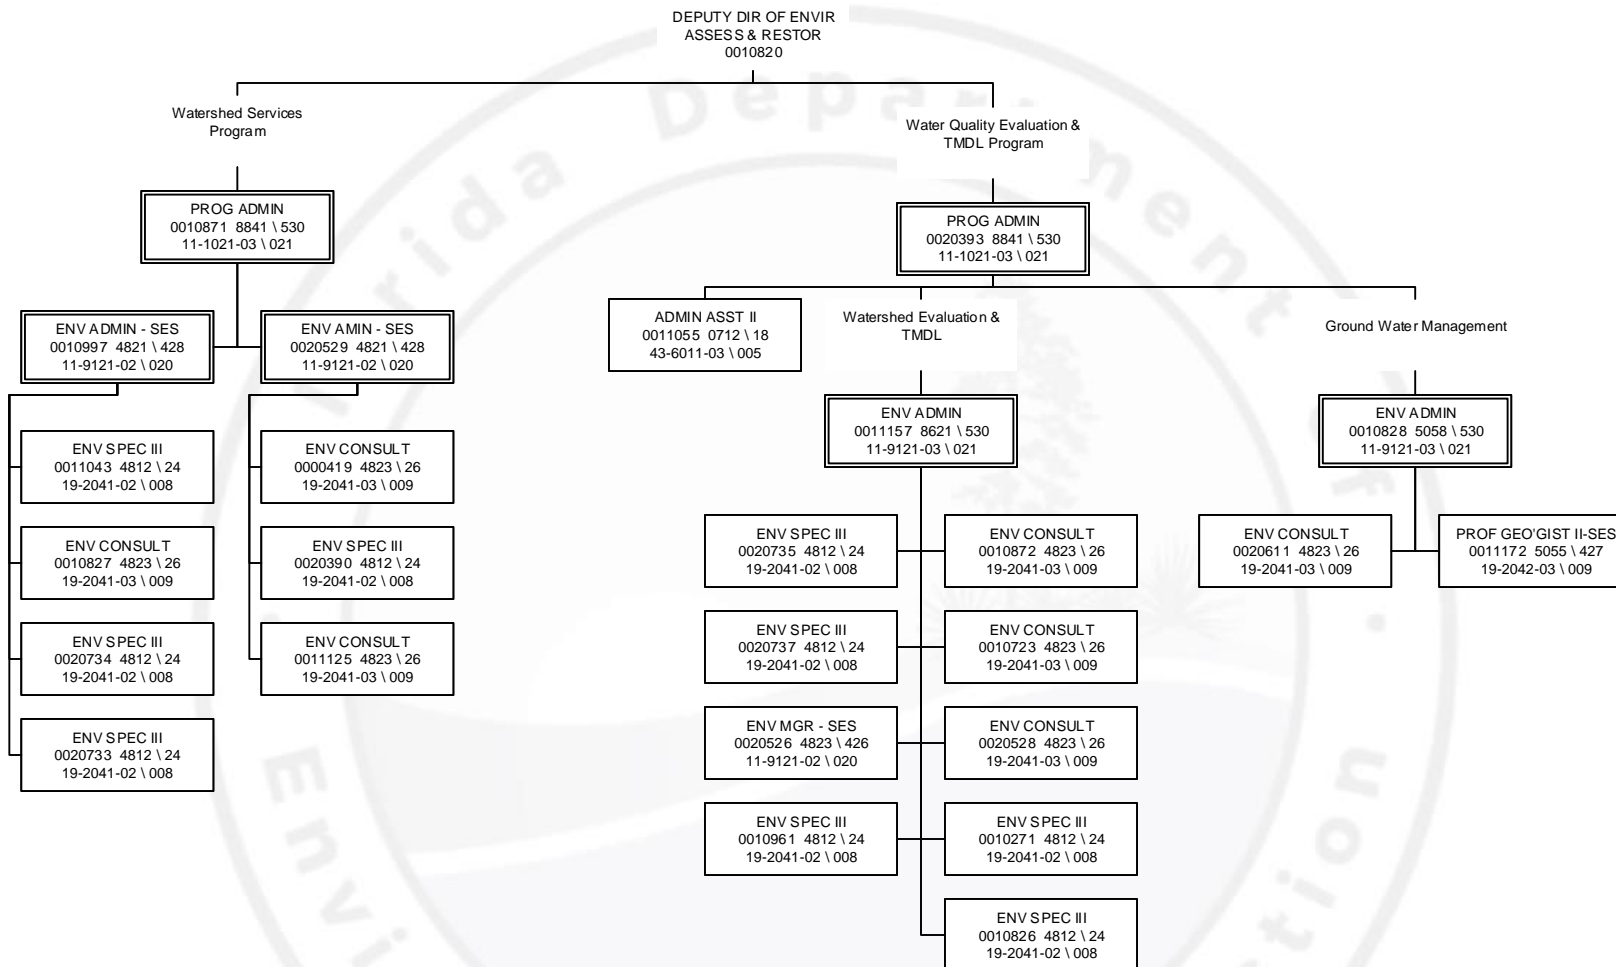 DEPUTY DIR OF ENVIR
ASSESS & RESTOR
0010820
Watershed Services
Program
PROG ADMIN
0010871 8841 \ 530
11-1021-03 \ 021
ENV ADMIN - SES
0010997 4821 \ 428
11-9121-02 \ 020
ENV AMIN - SES
0020529 4821 \ 428
11-9121-02 \ 020
ENV SPEC III
0011043 4812 \ 24
19-2041-02 \ 008
ENV CONSULT
0010827 4823 \ 26
19-2041-03 \ 009
ENV SPEC III
0020734 4812 \ 24
19-2041-02 \ 008
ENV SPEC III
0020733 4812 \ 24
19-2041-02 \ 008
ENV CONSULT
0000419 4823 \ 26
19-2041-03 \ 009
ENV SPEC III
0020390 4812 \ 24
19-2041-02 \ 008
ENV CONSULT
0011125 4823 \ 26
19-2041-03 \ 009
Water Quality Evaluation &
TMDL Program
PROG ADMIN
0020393 8841 \ 530
11-1021-03 \ 021
ADMIN ASST II
0011055 0712 \ 18
43-6011-03 \ 005
Watershed Evaluation &
TMDL
ENV ADMIN
0011157 8621 \ 530
11-9121-03 \ 021
ENV SPEC III
0020735 4812 \ 24
19-2041-02 \ 008
ENV CONSULT
0010872 4823 \ 26
19-2041-03 \ 009
ENV SPEC III
0020737 4812 \ 24
19-2041-02 \ 008
ENV CONSULT
0010723 4823 \ 26
19-2041-03 \ 009
ENV MGR - SES
0020526 4823 \ 426
11-9121-02 \ 020
ENV CONSULT
0020528 4823 \ 26
19-2041-03 \ 009
ENV SPEC III
0010961 4812 \ 24
19-2041-02 \ 008
ENV SPEC III
0010271 4812 \ 24
19-2041-02 \ 008
ENV SPEC III
0010826 4812 \ 24
19-2041-02 \ 008
Ground Water Management
ENV ADMIN
0010828 5058 \ 530
11-9121-03 \ 021
ENV CONSULT
0020611 4823 \ 26
19-2041-03 \ 009
PROF GEO'GIST II-SES
0011172 5055 \ 427
19-2042-03 \ 009